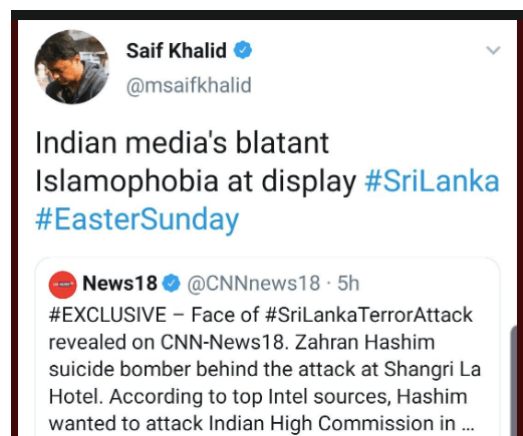 Saif Khalid
@msaifkhalid
Indian media's blatant
Islamophobia at display #SriLanka
#EasterSunday
News18 @CNNnews18 · 5h
#EXCLUSIVE – Face of #SriLankaTerrorAttack
revealed on CNN-News18. Zahran Hashim
suicide bomber behind the attack at Shangri La
Hotel. According to top Intel sources, Hashim
wanted to attack Indian High Commission in ...